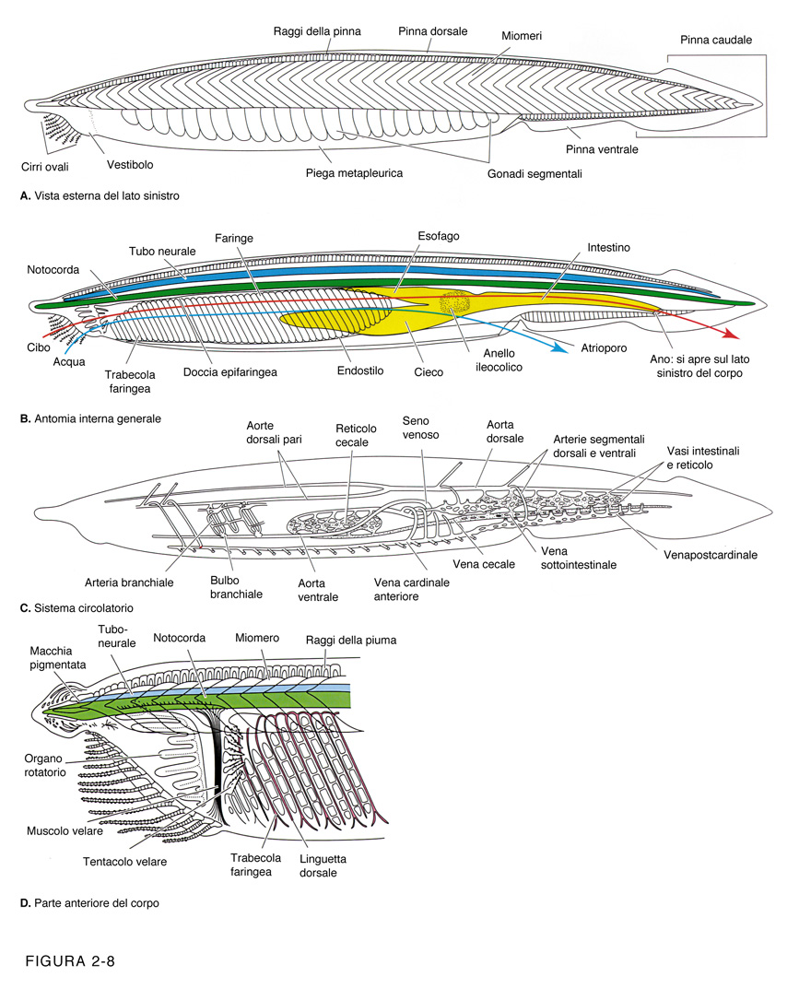 Raggi della pinna
Pinna dorsale
Miomeri
Pinna caudale
Cirri ovali
Vestibolo
Piega metapleurica
Pinna ventrale
Gonadi segmentali
A. Vista esterna del lato sinistro
Notocorda
Tubo neurale
Faringe
Esofago
Intestino
Cibo
Acqua
Trabecola
faringea
Doccia epifaringea
Endostilo
Cieco
Anello
ileocolico
Atrioporo
Ano: si apre sul lato
sinistro del corpo
B. Antomia interna generale
Aorte
dorsali pari
Reticolo
cecale
Seno
venoso
Aorta
dorsale
Arterie segmentali
dorsali e ventrali
Vasi intestinali
e reticolo
Arteria branchiale
Bulbo
branchiale
Aorta
ventrale
Vena cardinale
anteriore
Vena cecale
Vena
sottointestinale
Venapostcardinale
C. Sistema circolatorio
Macchia
pigmentata
Tubo-
neurale
Notocorda
Miomero
Raggi della piuma
Organo
rotatorio
Muscolo velare
Tentacolo velare
Trabecola
faringea
Linguetta
dorsale
D. Parte anteriore del corpo
FIGURA 2-8